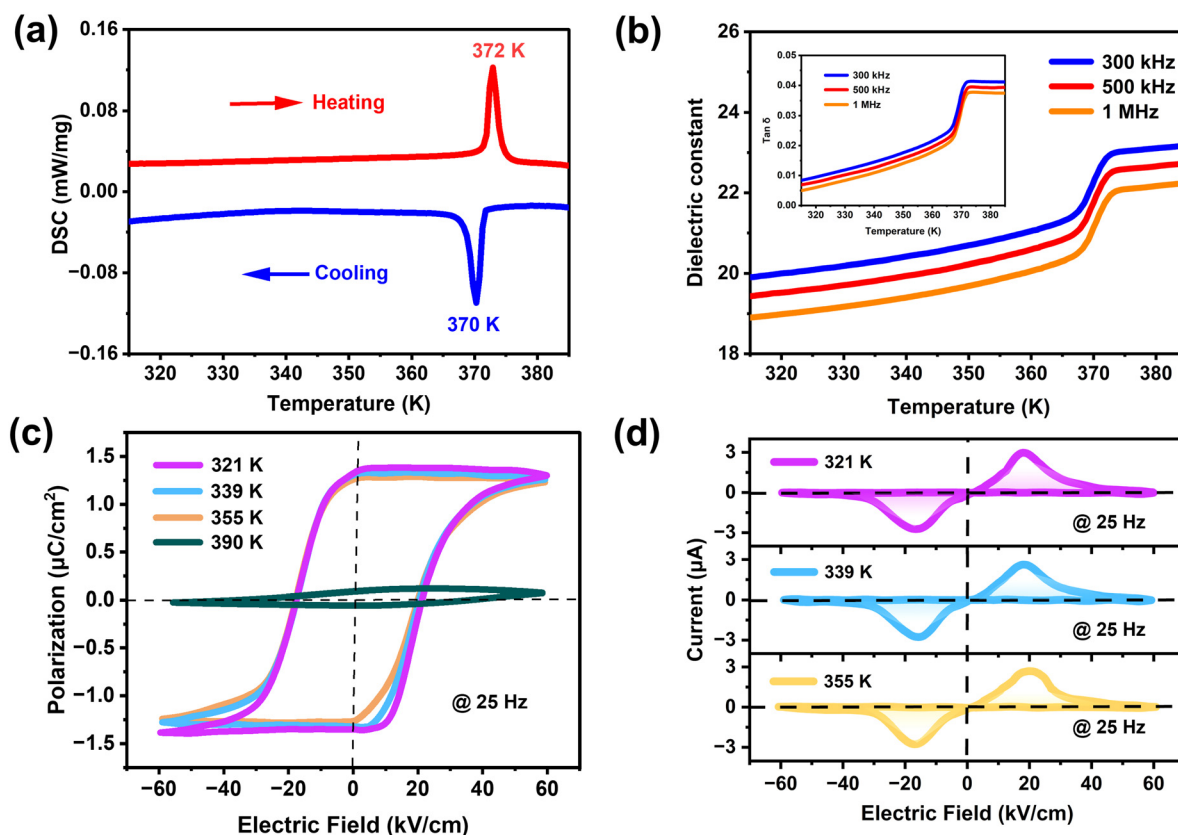 (a)
0.16
0.08
0.00
−0.08
−0.16
DSC (mW/mg)
372 K
Heating
Cooling
370 K
320 330 340 350 360 370 380
Temperature (K)
(b)
26
24
22
20
18
Dielectric constant
300 kHz
500 kHz
1 MHz
0.05
0.04
0.03
0.02
0.01
0.00
Tan δ
300 kHz
500 kHz
1 MHz
320 330 340 350 360 370 380
Temperature (K)
320 330 340 350 360 370 380
Temperature (K)
(c)
1.5
1.0
0.5
0.0
−0.5
−1.0
−1.5
Polarization (μC/cm²)
321 K
339 K
355 K
390 K
@ 25 Hz
−60 −40 −20 0 20 40 60
Electric Field (kV/cm)
(d)
Current (μA)
3
0
−3
321 K
@ 25 Hz
3
0
−3
339 K
@ 25 Hz
3
0
−3
355 K
@ 25 Hz
−60 −40 −20 0 20 40 60
Electric Field (kV/cm)